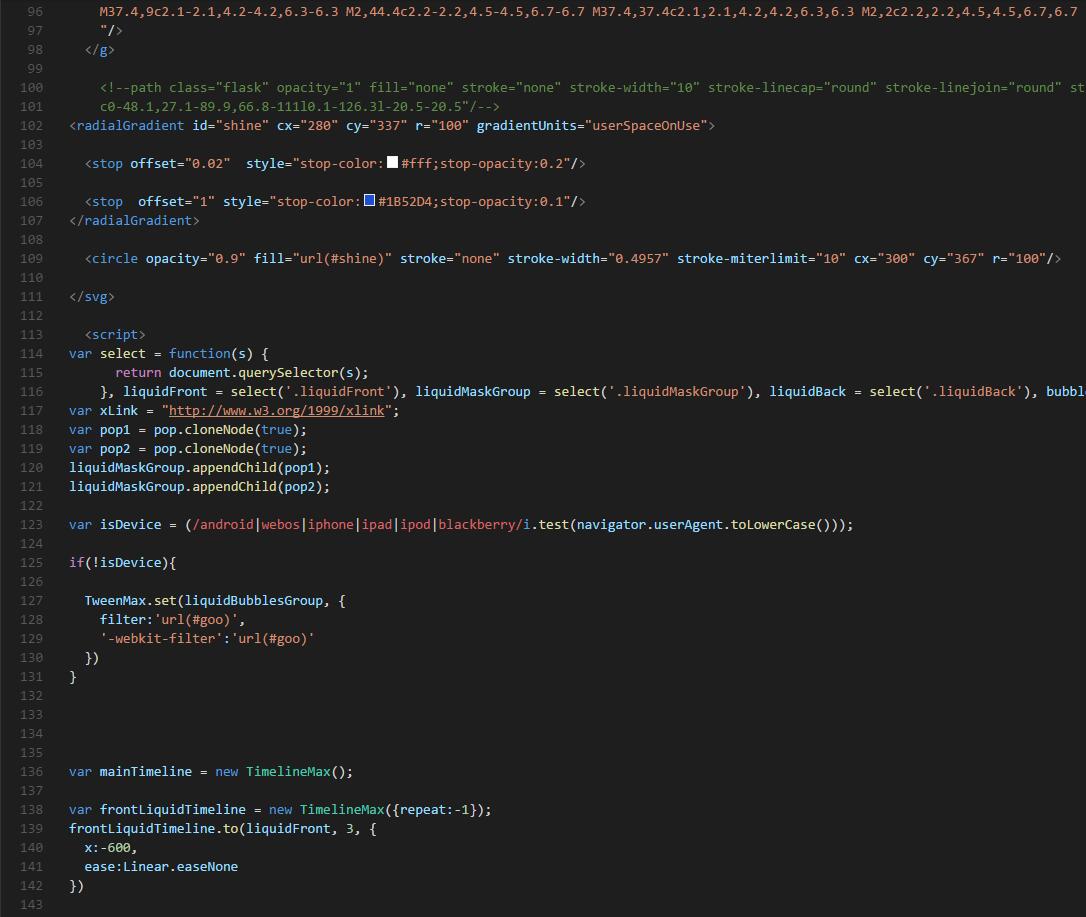 96 M37.4,9c2.1-2.1,4.2-4.2,6.3-6.3 M2,44.4c2.2-2.2,4.5-4.5,6.7-6.7 M37.4,37.4c2.1,2.1,4.2,4.2,6.3,6.3 M2,2c2.2,2.2,4.5,4.5,6.7,6.7
97 "/>
98 </g>
99
100 <!--path class="flask" opacity="1" fill="none" stroke="none" stroke-width="10" stroke-linecap="round" stroke-linejoin="round" st
101 c0-48.1,27.1-89.9,66.8-111l0.1-126.3l-20.5-20.5"/-->
102 <radialGradient id="shine" cx="280" cy="337" r="100" gradientUnits="userSpaceOnUse">
103
104 <stop offset="0.02"  style="stop-color:#fff;stop-opacity:0.2"/>
105
106 <stop  offset="1" style="stop-color:#1B52D4;stop-opacity:0.1"/>
107 </radialGradient>
108
109 <circle opacity="0.9" fill="url(#shine)" stroke="none" stroke-width="0.4957" stroke-miterlimit="10" cx="300" cy="367" r="100"/>
110
111 </svg>
112
113 <script>
114 var select = function(s) {
115 return document.querySelector(s);
116 }, liquidFront = select('.liquidFront'), liquidMaskGroup = select('.liquidMaskGroup'), liquidBack = select('.liquidBack'), bubbl
117 var xLink = "http://www.w3.org/1999/xlink";
118 var pop1 = pop.cloneNode(true);
119 var pop2 = pop.cloneNode(true);
120 liquidMaskGroup.appendChild(pop1);
121 liquidMaskGroup.appendChild(pop2);
122
123 var isDevice = (/android|webos|iphone|ipad|ipod|blackberry/i.test(navigator.userAgent.toLowerCase()));
124
125 if(!isDevice){
126
127 TweenMax.set(liquidBubblesGroup, {
128 filter:'url(#goo)',
129 '-webkit-filter':'url(#goo)'
130 })
131 }
132
133
134
135
136 var mainTimeline = new TimelineMax();
137
138 var frontLiquidTimeline = new TimelineMax({repeat:-1});
139 frontLiquidTimeline.to(liquidFront, 3, {
140 x:-600,
141 ease:Linear.easeNone
142 })
143